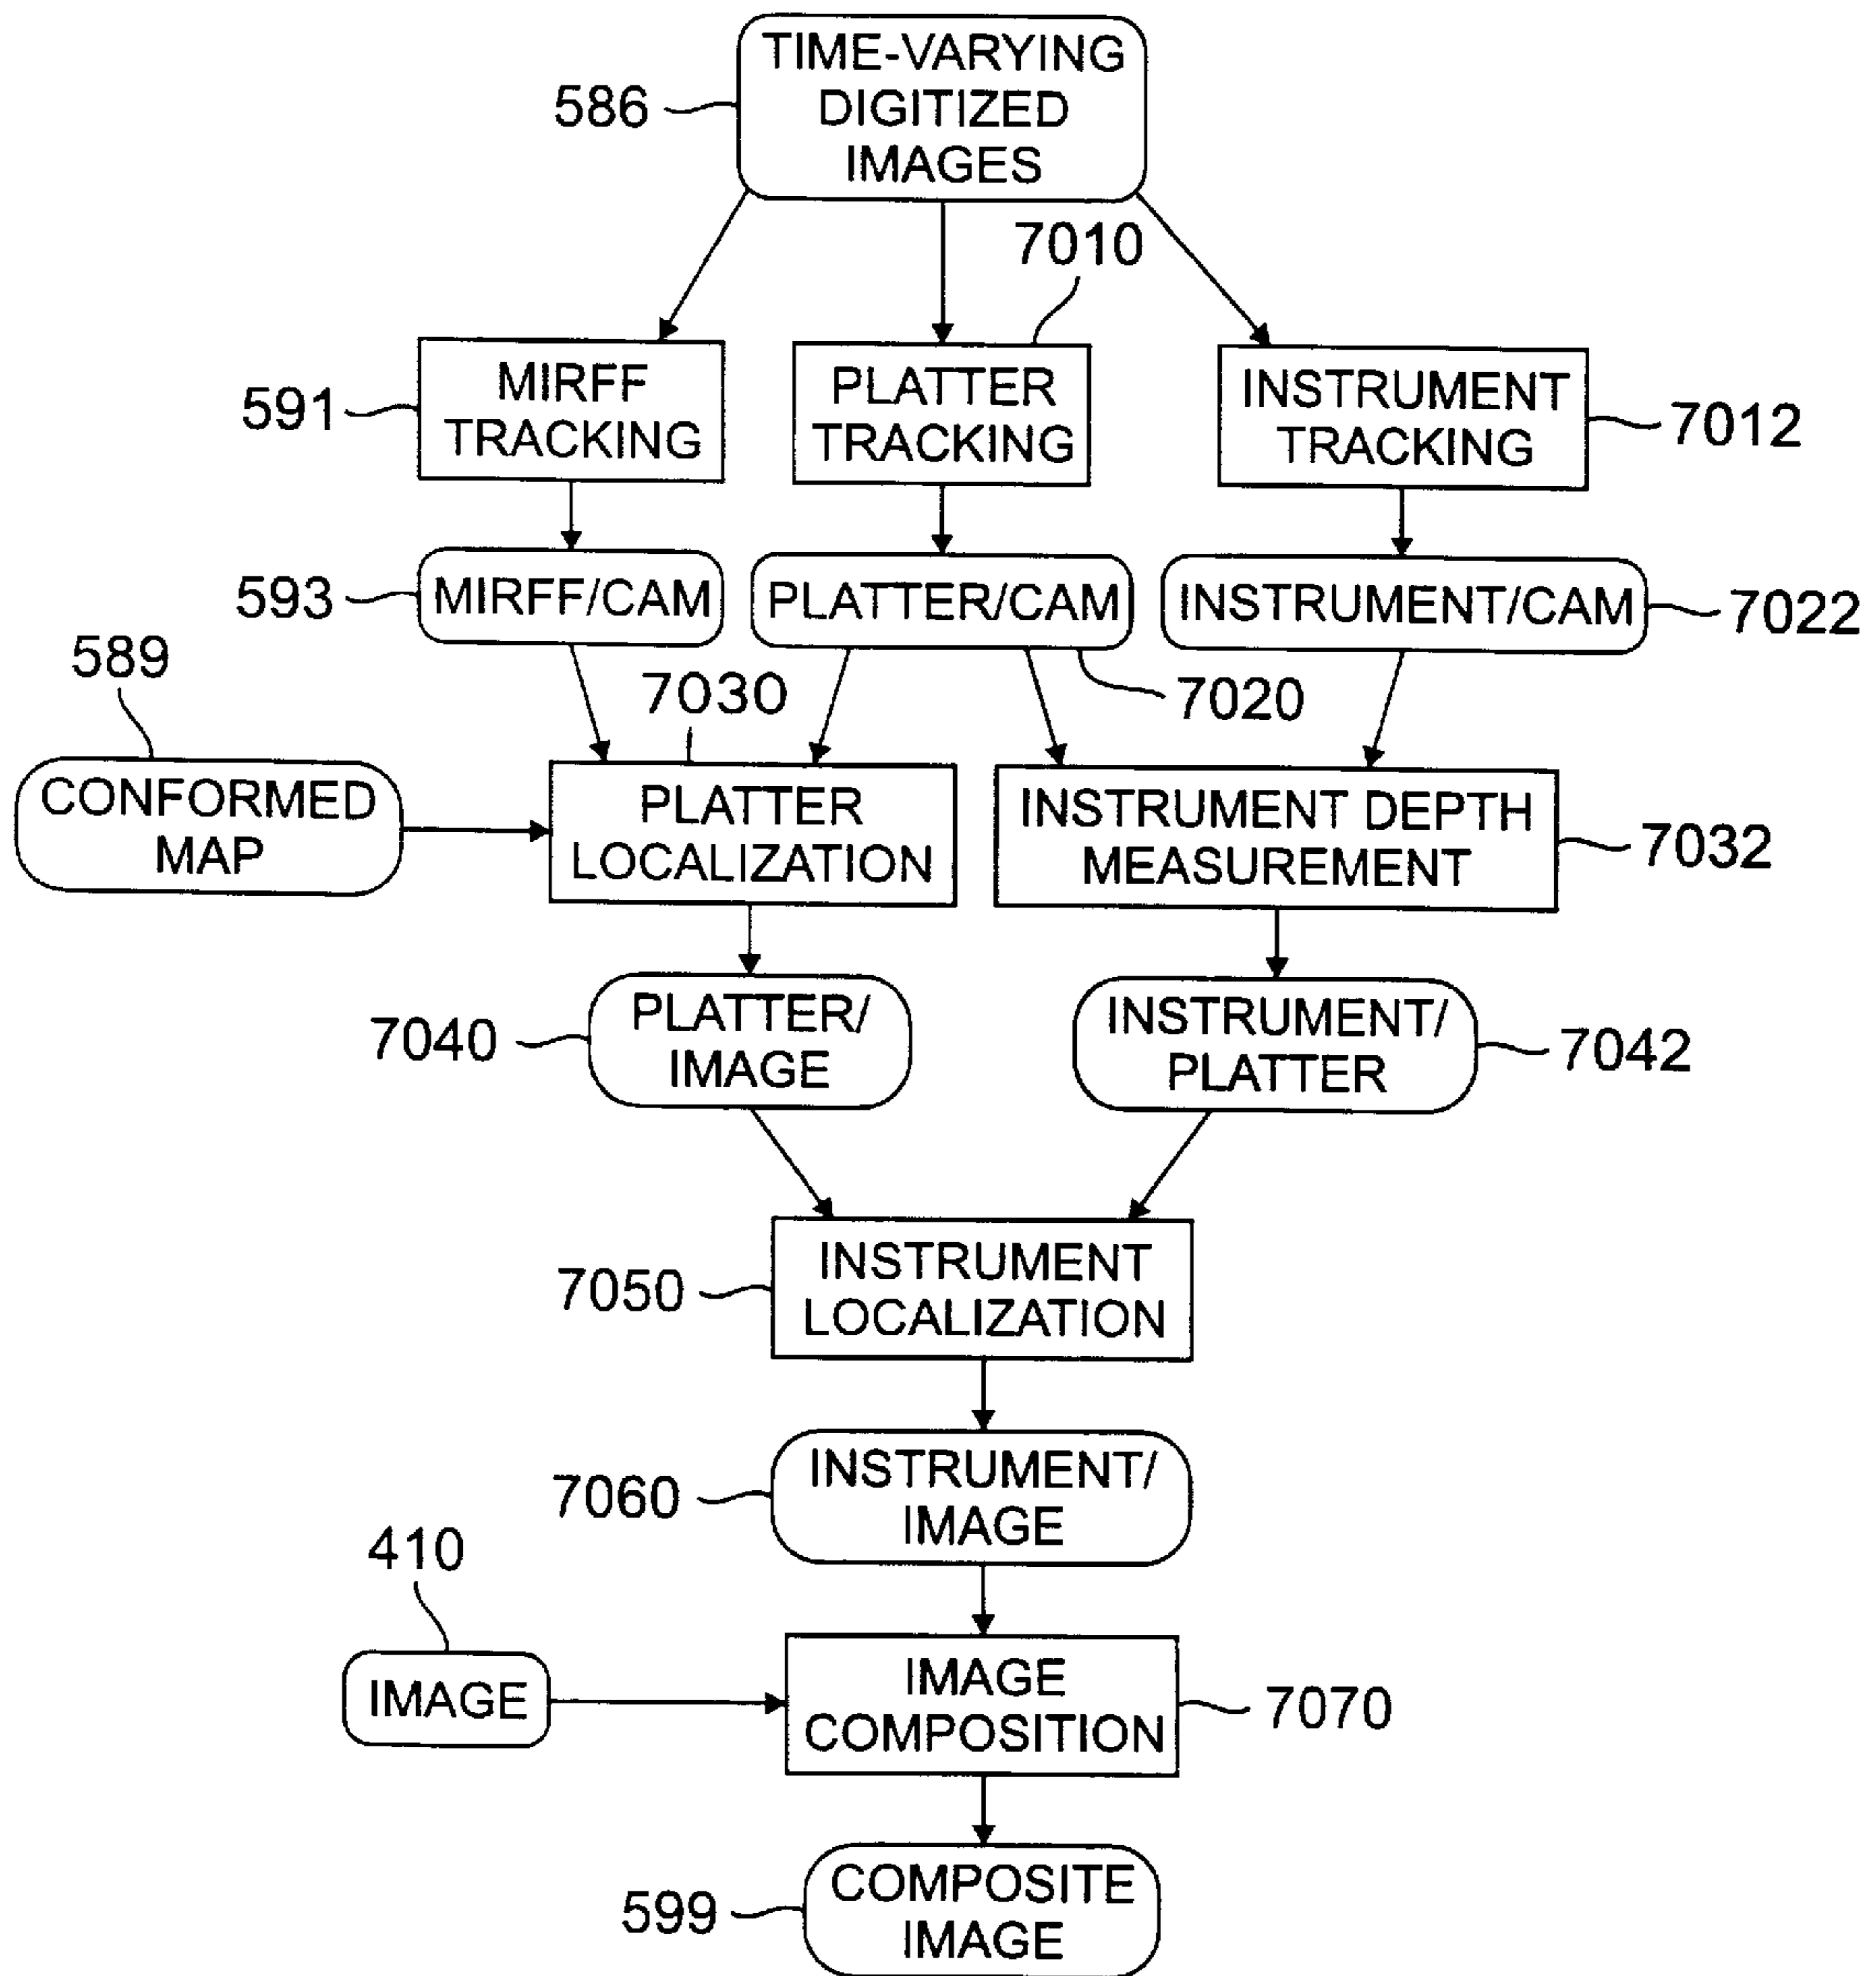 TIME-VARYING
DIGITIZED
IMAGES
586
7010
MIRFF
TRACKING
591
PLATTER
TRACKING
INSTRUMENT
TRACKING
7012
593
MIRFF/CAM
PLATTER/CAM
INSTRUMENT/CAM
7022
589
7030
7020
CONFORMED
MAP
PLATTER
LOCALIZATION
INSTRUMENT DEPTH
MEASUREMENT
7032
7040
PLATTER/
IMAGE
INSTRUMENT/
PLATTER
7042
7050
INSTRUMENT
LOCALIZATION
7060
INSTRUMENT/
IMAGE
410
IMAGE
IMAGE
COMPOSITION
7070
599
COMPOSITE
IMAGE